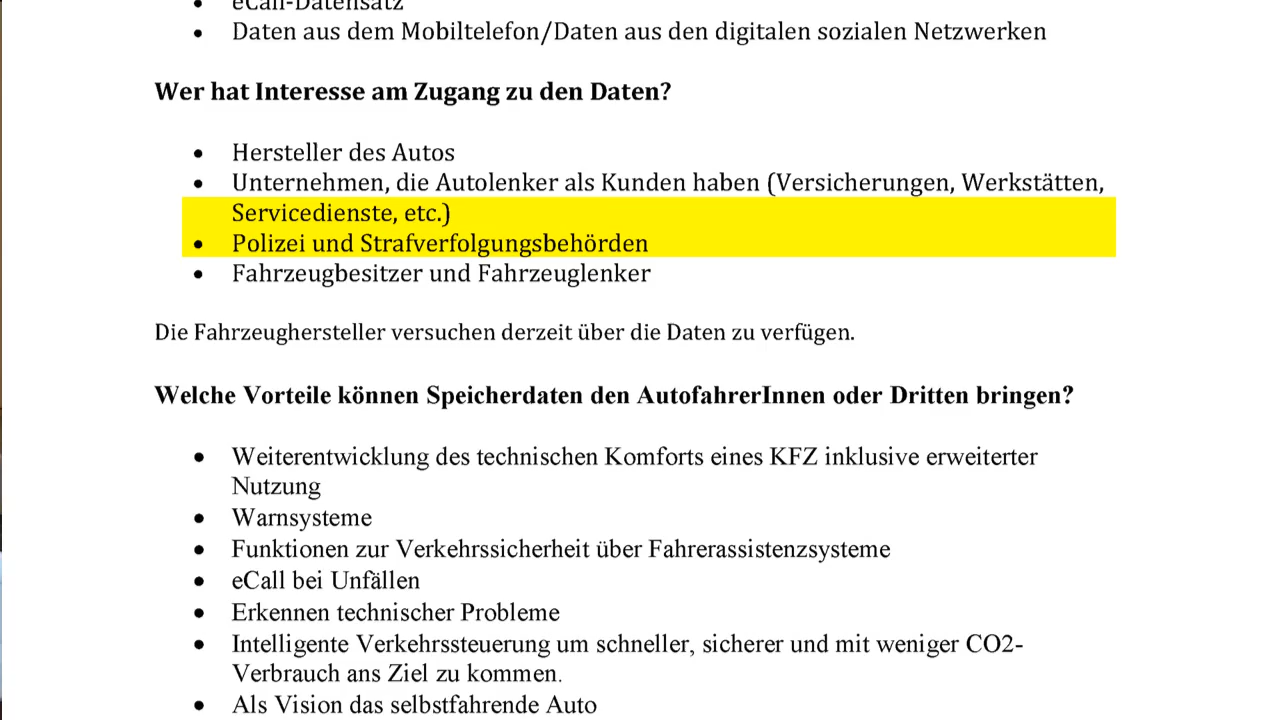 • eCall-Datensatz
• Daten aus dem Mobiltelefon/Daten aus den digitalen sozialen Netzwerken
Wer hat Interesse am Zugang zu den Daten?
• Hersteller des Autos
• Unternehmen, die Autolenker als Kunden haben (Versicherungen, Werkstätten,
Servicedienste, etc.)
• Polizei und Strafverfolgungsbehörden
• Fahrzeugbesitzer und Fahrzeuglenker
Die Fahrzeughersteller versuchen derzeit über die Daten zu verfügen.
Welche Vorteile können Speicherdaten den AutofahrerInnen oder Dritten bringen?
• Weiterentwicklung des technischen Komforts eines KFZ inklusive erweiterter
Nutzung
• Warnsysteme
• Funktionen zur Verkehrssicherheit über Fahrerassistenzsysteme
• eCall bei Unfällen
• Erkennen technischer Probleme
• Intelligente Verkehrssteuerung um schneller, sicherer und mit weniger CO2-
Verbrauch ans Ziel zu kommen.
• Als Vision das selbstfahrende Auto